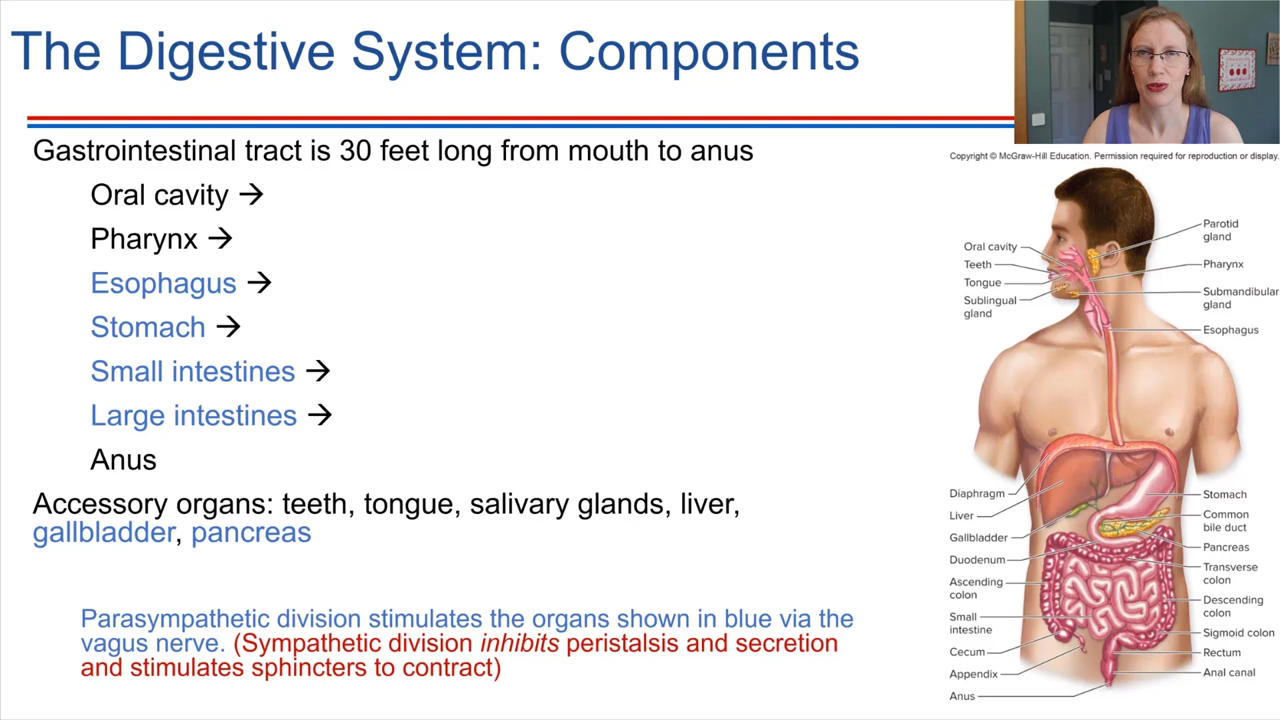 The Digestive System: Components
Gastrointestinal tract is 30 feet long from mouth to anus
Oral cavity →
Pharynx →
Esophagus →
Stomach →
Small intestines →
Large intestines →
Anus
Accessory organs: teeth, tongue, salivary glands, liver,
gallbladder, pancreas
Parasympathetic division stimulates the organs shown in blue via the
vagus nerve. (Sympathetic division inhibits peristalsis and secretion
and stimulates sphincters to contract)
Copyright © McGraw-Hill Education. Permission required for reproduction or display.
Oral cavity
Teeth
Tongue
Sublingual
gland
Parotid
gland
Pharynx
Submandibular
gland
Esophagus
Diaphragm
Liver
Gallbladder
Duodenum
Ascending
colon
Small
intestine
Cecum
Appendix
Anus
Stomach
Common
bile duct
Pancreas
Transverse
colon
Descending
colon
Sigmoid colon
Rectum
Anal canal